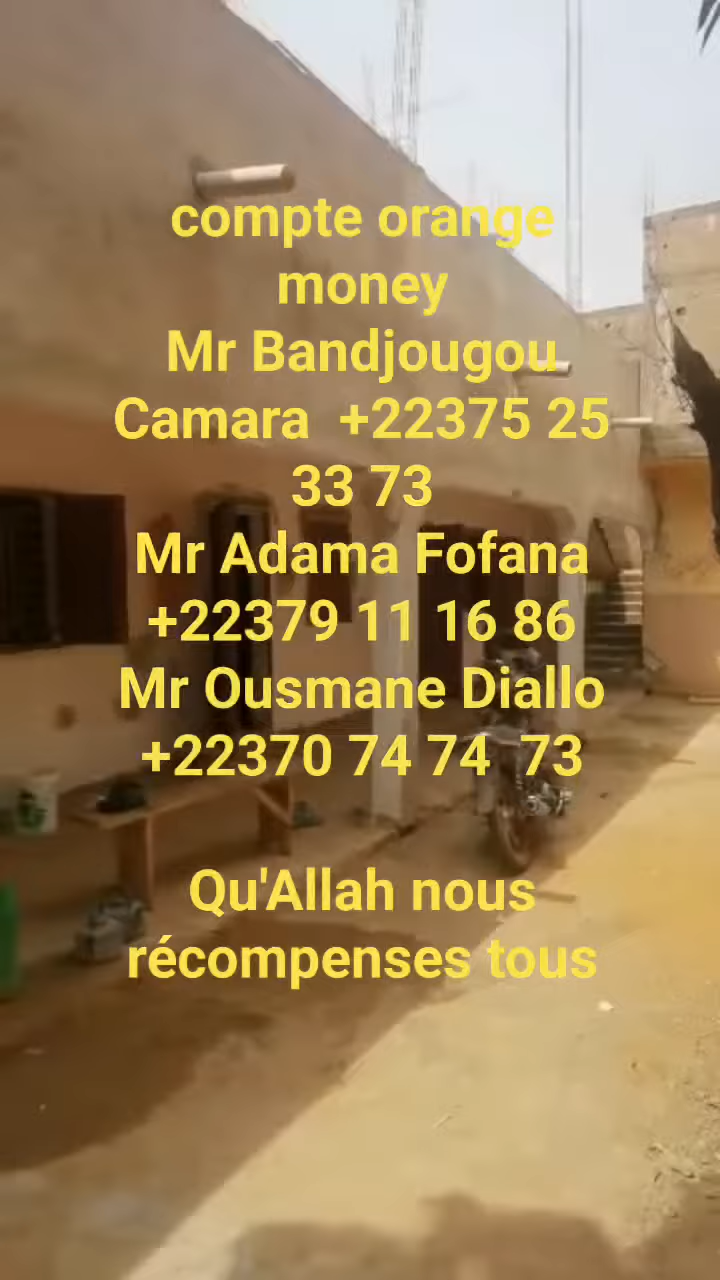 compte orange
money
Mr Bandjougou
Camara  +22375 25
33 73
Mr Adama Fofana
+22379 11 16 86
Mr Ousmane Diallo
+22370 74 74  73
Qu'Allah nous
récompenses tous